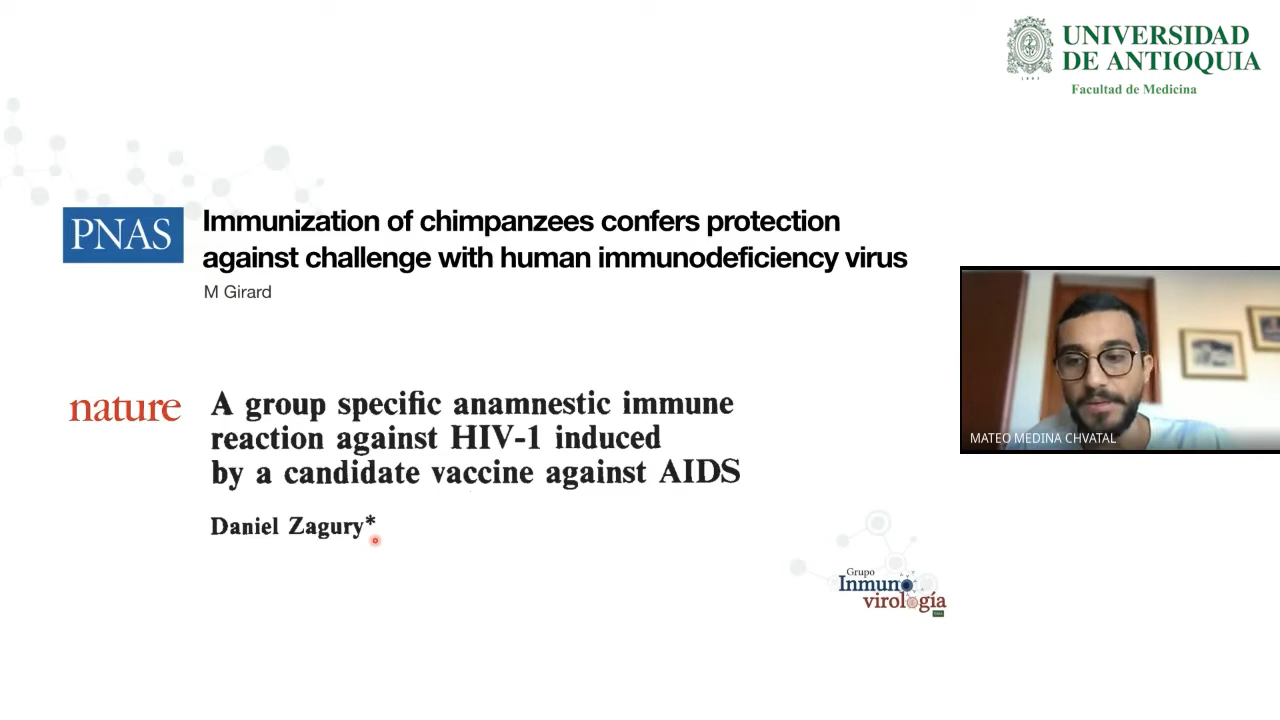 UNIVERSIDAD
DE ANTIOQUIA
1803
Facultad de Medicina
PNAS
Immunization of chimpanzees confers protection
against challenge with human immunodeficiency virus
M Girard
MATEO MEDINA CHVATAL
nature
A group specific anamnestic immune
reaction against HIV-1 induced
by a candidate vaccine against AIDS
Daniel Zagury*
Grupo
Inmuno
virología